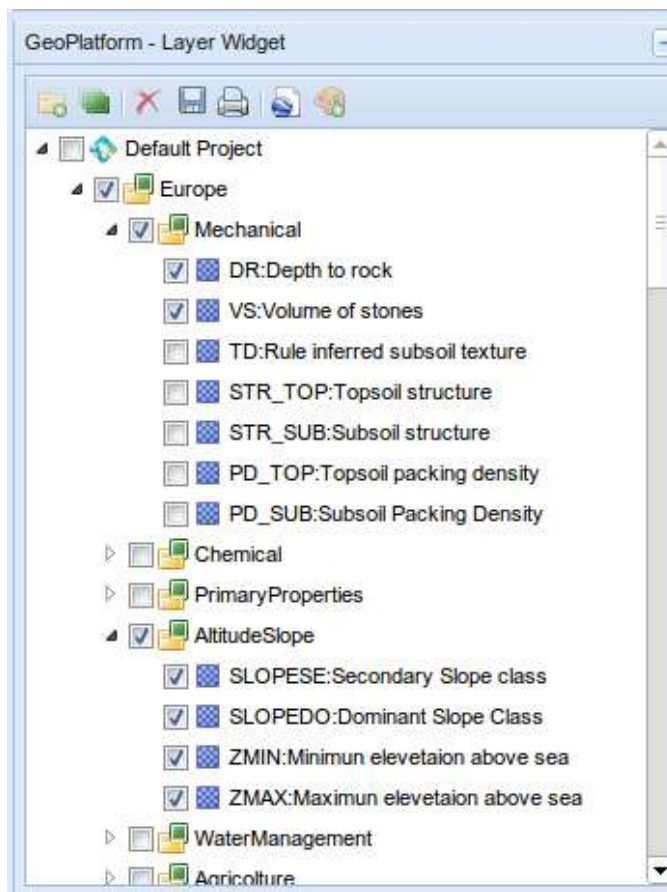 GeoPlatform - Layer Widget
Default Project
Europe
Mechanical
DR:Depth to rock
VS:Volume of stones
TD:Rule inferred subsoil texture
STR_TOP:Topsoil structure
STR_SUB:Subsoil structure
PD_TOP:Topsoil packing density
PD_SUB:Subsoil Packing Density
Chemical
PrimaryProperties
AltitudeSlope
SLOPESE:Secondary Slope class
SLOPEDO:Dominant Slope Class
ZMIN:Minimun elevetaion above sea
ZMAX:Maximun elevetaion above sea
WaterManagement
Agricolture